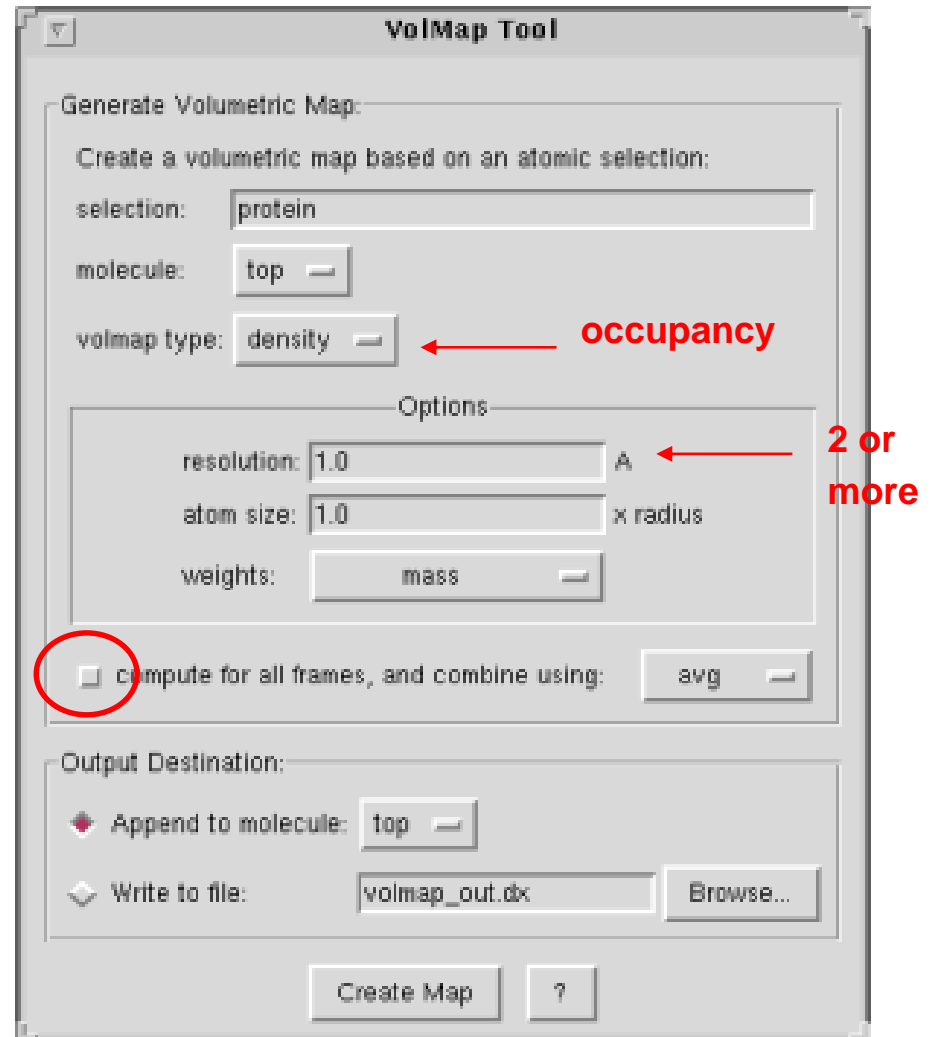 VolMap Tool
Generate Volumetric Map:
Create a volumetric map based on an atomic selection:
selection: protein
molecule: top
volmap type: density occupancy
Options
resolution: 1.0 A 2 or more
atom size: 1.0 x radius
weights: mass
compute for all frames, and combine using: avg
Output Destination:
Append to molecule: top
Write to file: volmap_out.dx Browse...
Create Map ?